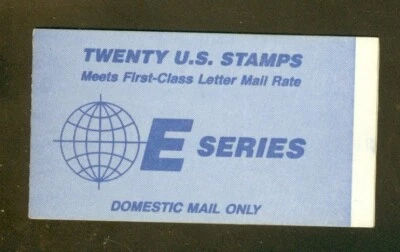 TWENTY U.S. STAMPS
Meets First-Class Letter Mail Rate
E SERIES
DOMESTIC MAIL ONLY